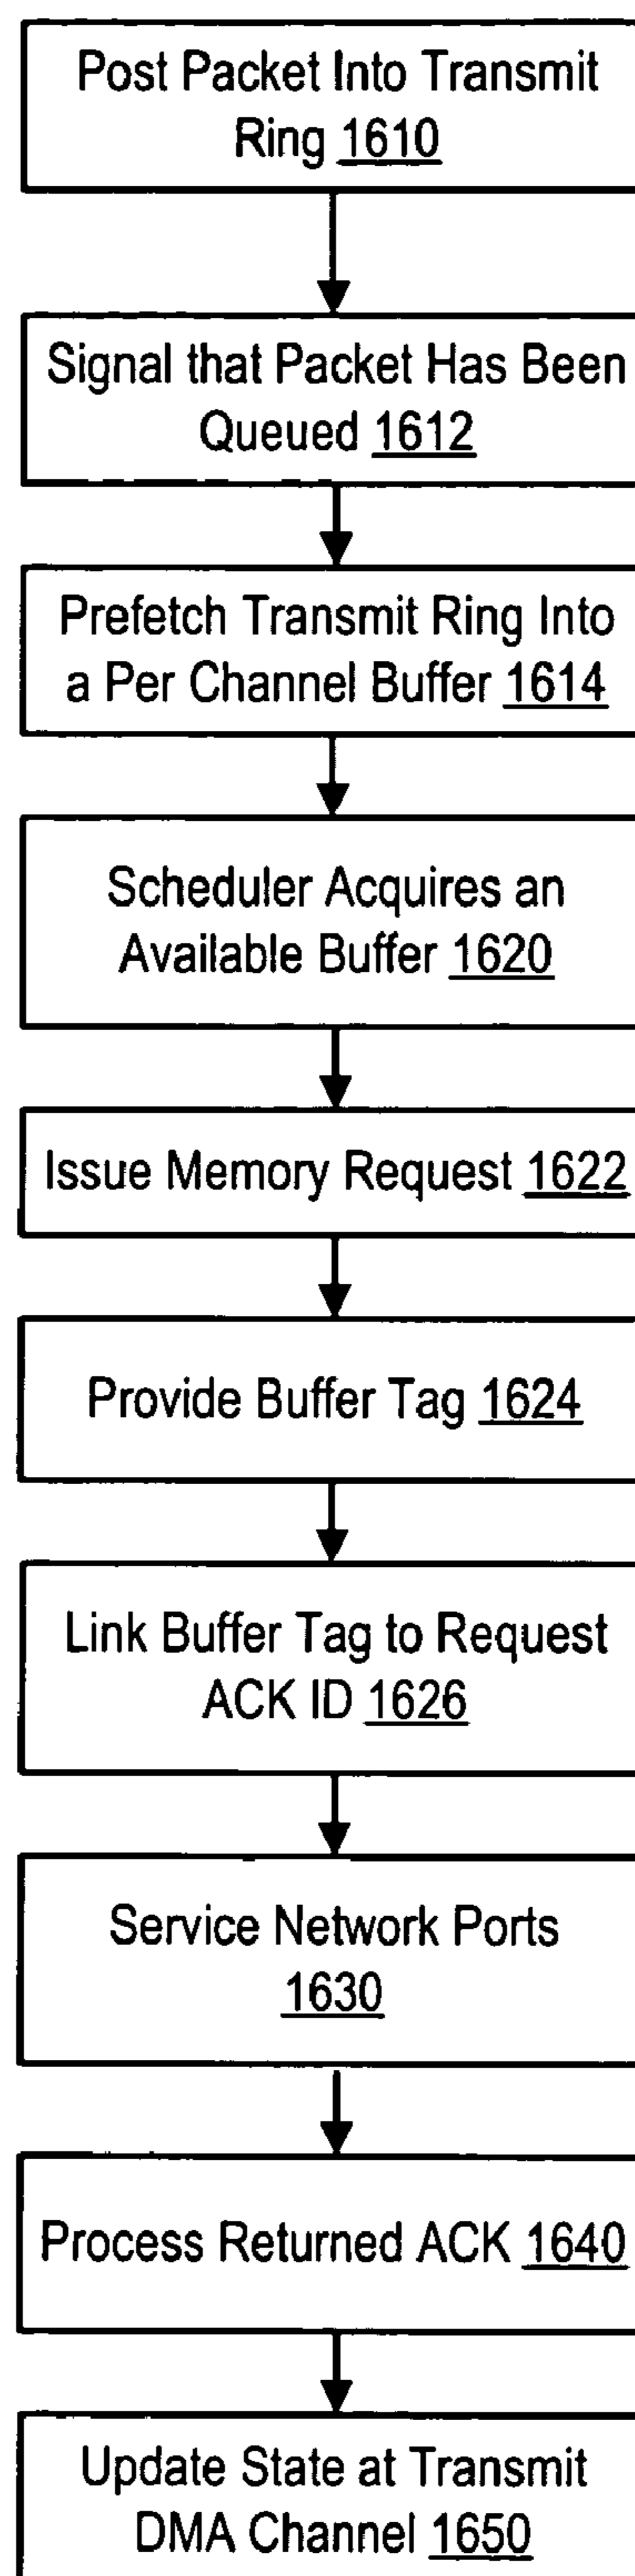 Post Packet Into Transmit
Ring 1610
Signal that Packet Has Been
Queued 1612
Prefetch Transmit Ring Into
a Per Channel Buffer 1614
Scheduler Acquires an
Available Buffer 1620
Issue Memory Request 1622
Provide Buffer Tag 1624
Link Buffer Tag to Request
ACK ID 1626
Service Network Ports
1630
Process Returned ACK 1640
Update State at Transmit
DMA Channel 1650